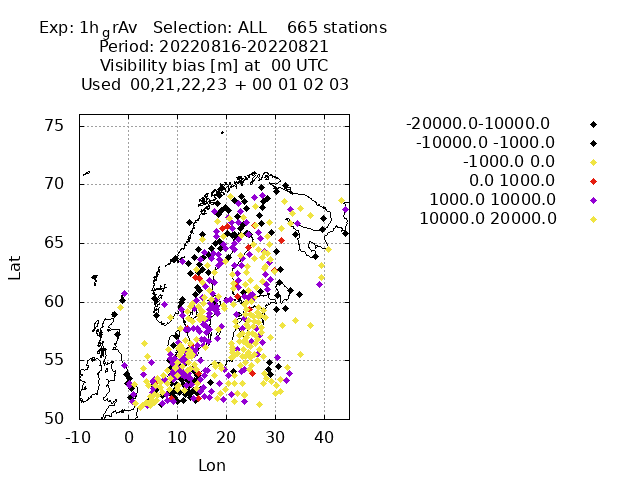 Exp: 1h grAv Selection: ALL 665 stations
Period: 20220816-20220821
Visibility bias [m] at 00 UTC
Used 00,21,22,23 + 00 01 02 03
-20000.0-10000.0
-10000.0 -1000.0
-1000.0 0.0
0.0 1000.0
1000.0 10000.0
10000.0 20000.0
75
70
65
60
55
50
Lat
-10 0 10 20 30 40
Lon